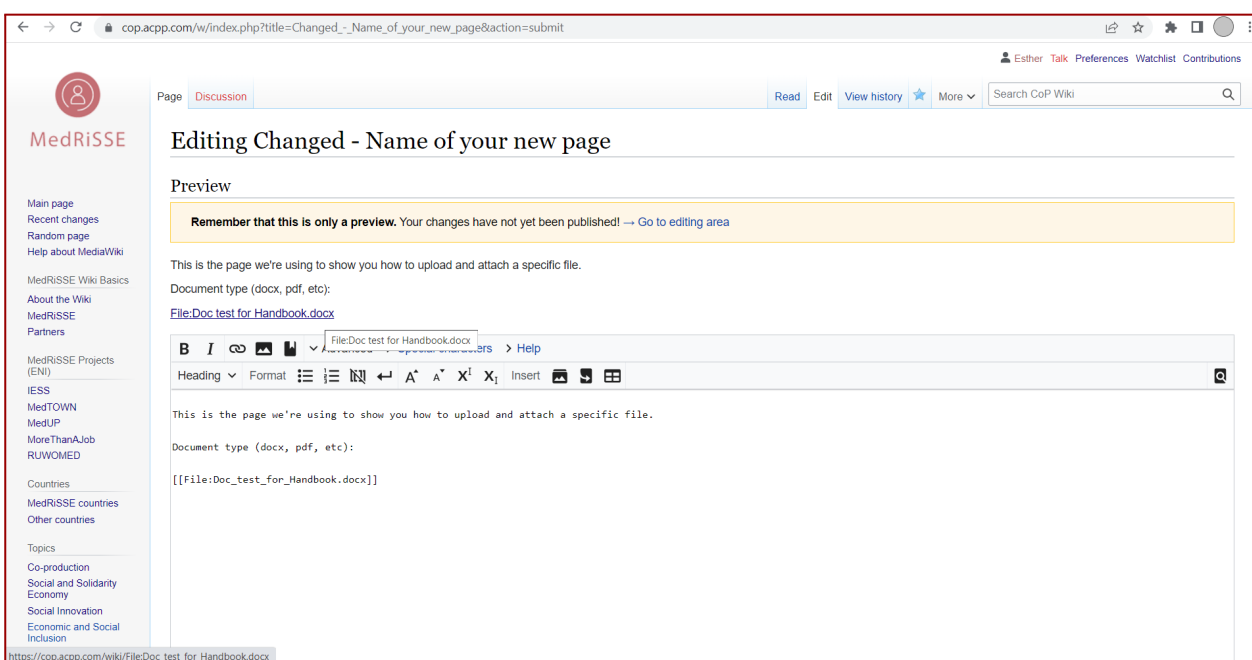 cop.acpp.com/w/index.php?title=Changed_-_Name_of_your_new_page&action=submit
Esther Talk Preferences Watchlist Contributions
Page Discussion Read Edit View history More Search CoP Wiki
MedRiSSE
Editing Changed - Name of your new page
Preview
Remember that this is only a preview. Your changes have not yet been published! → Go to editing area
This is the page we're using to show you how to upload and attach a specific file.
Document type (docx, pdf, etc):
File:Doc test for Handbook.docx
File:Doc test for Handbook.docx
B I Advanced Special characters Help
Heading Format A A X I X I Insert
This is the page we're using to show you how to upload and attach a specific file.
Document type (docx, pdf, etc):
[[File:Doc_test_for_Handbook.docx]]
Main page
Recent changes
Random page
Help about MediaWiki
MedRiSSE Wiki Basics
About the Wiki
MedRiSSE
Partners
MedRiSSE Projects
(ENI)
IESS
MedTOWN
MedUP
MoreThanAJob
RUWOMED
Countries
MedRiSSE countries
Other countries
Topics
Co-production
Social and Solidarity
Economy
Social Innovation
Economic and Social
Inclusion
https://cop.acpp.com/wiki/File:Doc_test_for_Handbook.docx